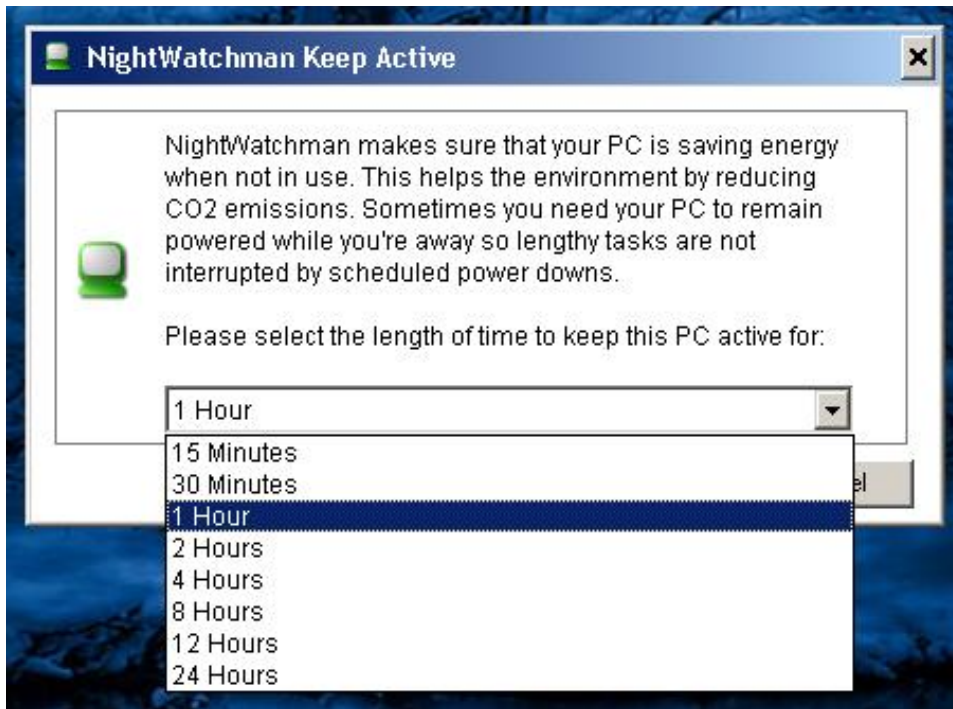 NightWatchman Keep Active
NightWatchman makes sure that your PC is saving energy
when not in use. This helps the environment by reducing
CO2 emissions. Sometimes you need your PC to remain
powered while you're away so lengthy tasks are not
interrupted by scheduled power downs.
Please select the length of time to keep this PC active for:
1 Hour
15 Minutes
30 Minutes
1 Hour
2 Hours
4 Hours
8 Hours
12 Hours
24 Hours